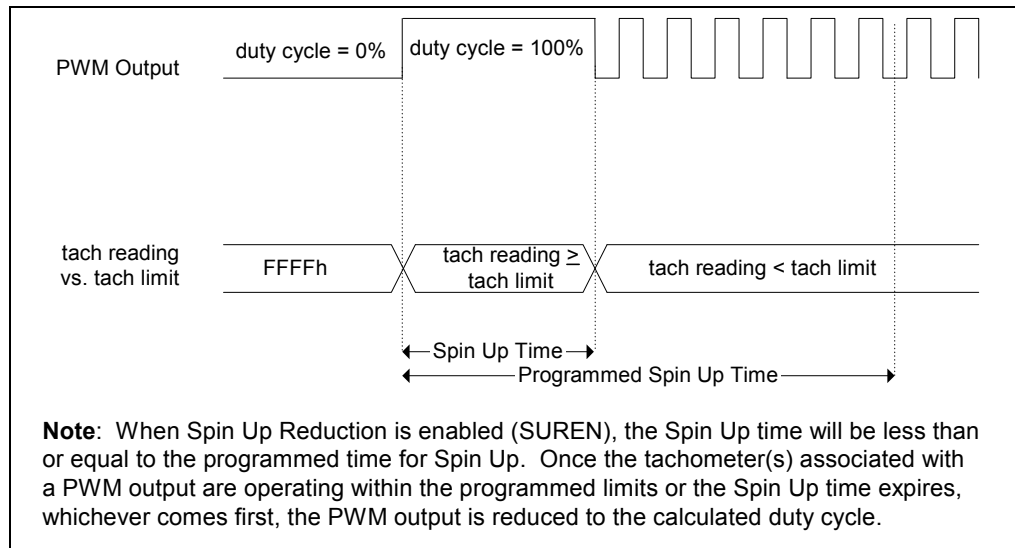 duty cycle = 0%
duty cycle = 100%
PWM Output
tach reading
vs. tach limit
FFFFh
tach reading ≥
tach limit
tach reading < tach limit
Spin Up Time
Programmed Spin Up Time
Note: When Spin Up Reduction is enabled (SUREN), the Spin Up time will be less than
or equal to the programmed time for Spin Up. Once the tachometer(s) associated with
a PWM output are operating within the programmed limits or the Spin Up time expires,
whichever comes first, the PWM output is reduced to the calculated duty cycle.